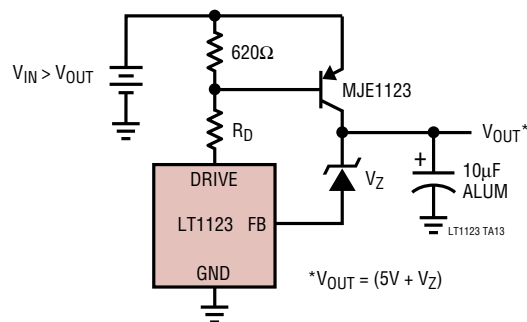 620Ω
V_IN > V_OUT
MJE1123
R_D
V_OUT*
DRIVE
+
10µF
ALUM
V_Z
LT1123 FB
LT1123 TA13
GND
*V_OUT = (5V + V_Z)